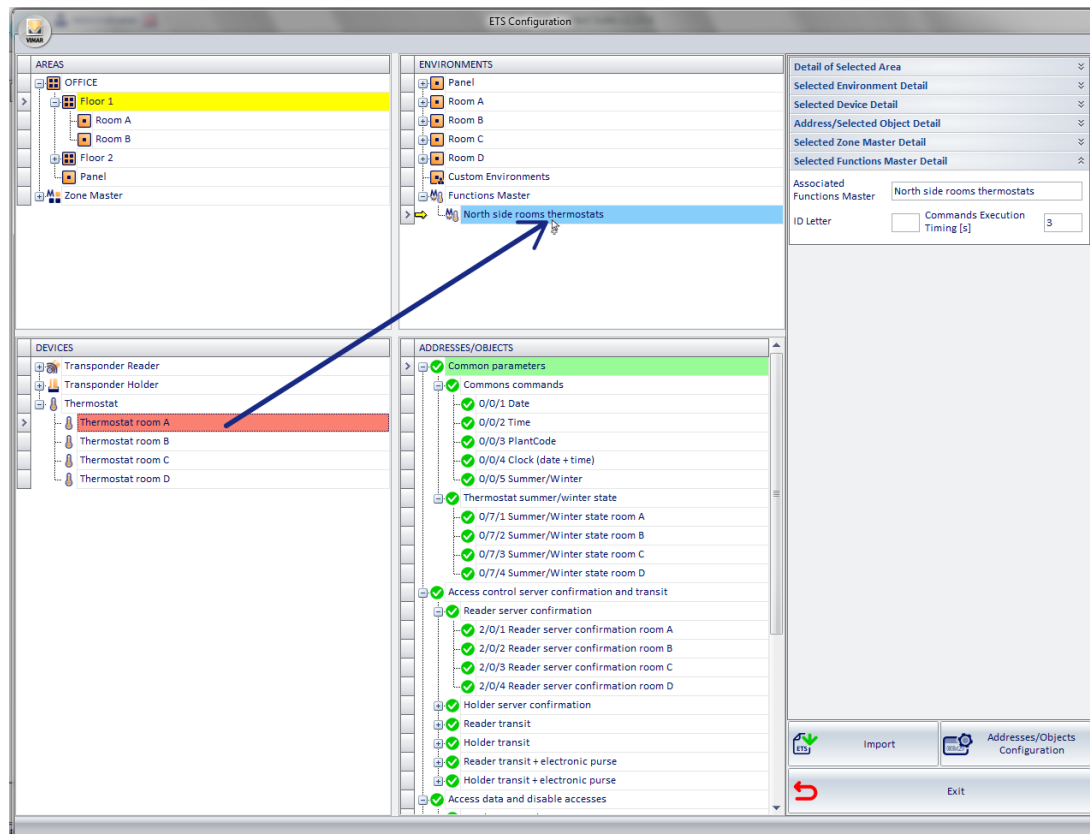 ETS Configuration
VIMAR
AREAS
OFFICE
Floor 1
Room A
Room B
Floor 2
Panel
Zone Master
ENVIRONMENTS
Panel
Room A
Room B
Room C
Room D
Custom Environments
Functions Master
North side rooms thermostats
Detail of Selected Area
Selected Environment Detail
Selected Device Detail
Address/Selected Object Detail
Selected Zone Master Detail
Selected Functions Master Detail
Associated
Functions Master
North side rooms thermostats
ID Letter
Commands Execution
Timing [s]
3
DEVICES
Transponder Reader
Transponder Holder
Thermostat
Thermostat room A
Thermostat room B
Thermostat room C
Thermostat room D
ADDRESSES/OBJECTS
Common parameters
Commons commands
0/0/1 Date
0/0/2 Time
0/0/3 PlantCode
0/0/4 Clock (date + time)
0/0/5 Summer/Winter
Thermostat summer/winter state
0/7/1 Summer/Winter state room A
0/7/2 Summer/Winter state room B
0/7/3 Summer/Winter state room C
0/7/4 Summer/Winter state room D
Access control server confirmation and transit
Reader server confirmation
2/0/1 Reader server confirmation room A
2/0/2 Reader server confirmation room B
2/0/3 Reader server confirmation room C
2/0/4 Reader server confirmation room D
Holder server confirmation
Reader transit
Holder transit
Reader transit + electronic purse
Holder transit + electronic purse
Access data and disable accesses
ETS
Import
Addresses/Objects
Configuration
Exit